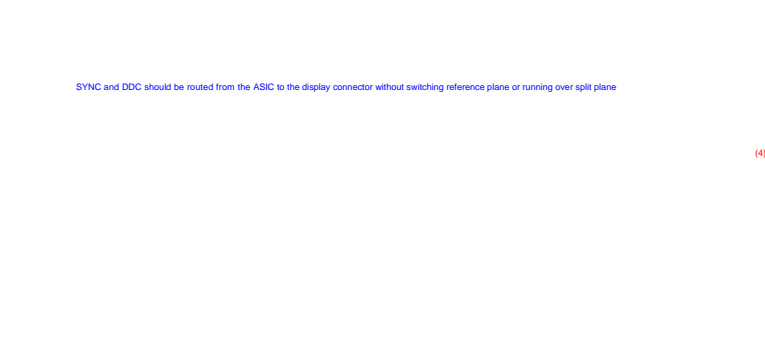 SYNC and DDC should be routed from the ASIC to the display connector without switching reference plane or running over split plane
(4)